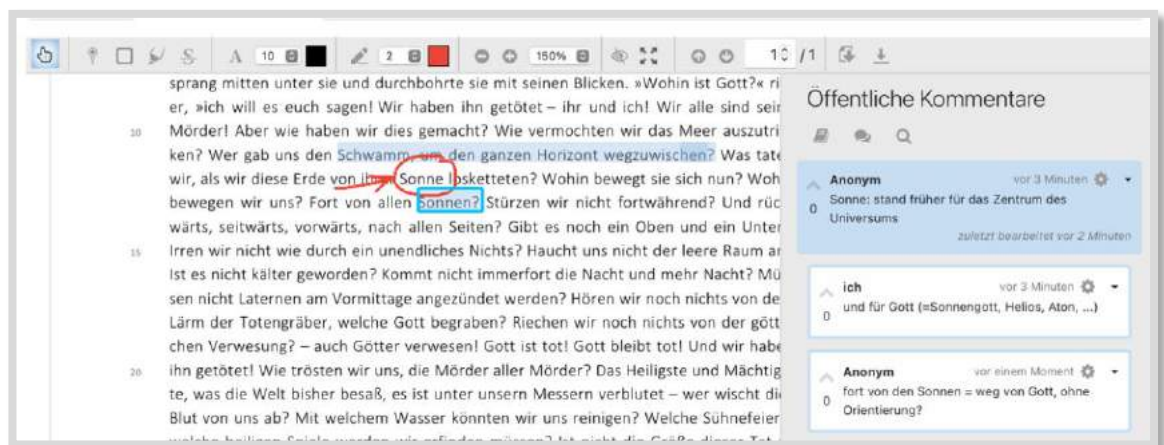 A 10 2 150% 1 /1
sprang mitten unter sie und durchbohrte sie mit seinen Blicken. »Wohin ist Gott?« ri
er, »ich will es euch sagen! Wir haben ihn getötet – ihr und ich! Wir alle sind sein
10 Mörder! Aber wie haben wir dies gemacht? Wie vermochten wir das Meer auszutri
ken? Wer gab uns den Schwamm, um den ganzen Horizont wegzuwischen? Was tate
wir, als wir diese Erde von ihrer Sonne losketteten? Wohin bewegt sie sich nun? Woh
bewegen wir uns? Fort von allen Sonnen? Stürzen wir nicht fortwährend? Und rüc
wärts, seitwärts, vorwärts, nach allen Seiten? Gibt es noch ein Oben und ein Unter
15 Irren wir nicht wie durch ein unendliches Nichts? Haucht uns nicht der leere Raum an
Ist es nicht kälter geworden? Kommt nicht immerfort die Nacht und mehr Nacht? Mü
sen nicht Laternen am Vormittage angezündet werden? Hören wir noch nichts von de
Lärm der Totengräber, welche Gott begraben? Riechen wir noch nichts von der gött
chen Verwesung? – auch Götter verwesen! Gott ist tot! Gott bleibt tot! Und wir habe
20 ihn getötet! Wie trösten wir uns, die Mörder aller Mörder? Das Heiligste und Mächtig
te, was die Welt bisher besaß, es ist unter unsern Messern verblutet – wer wischt di
Blut von uns ab? Mit welchem Wasser könnten wir uns reinigen? Welche Sühnefeier
Öffentliche Kommentare
Anonym vor 3 Minuten
0 Sonne: stand früher für das Zentrum des
Universums
zuletzt bearbeitet vor 2 Minuten
ich vor 3 Minuten
0 und für Gott (=Sonnengott, Helios, Aton, ...)
Anonym vor einem Moment
0 fort von den Sonnen = weg von Gott, ohne
Orientierung?